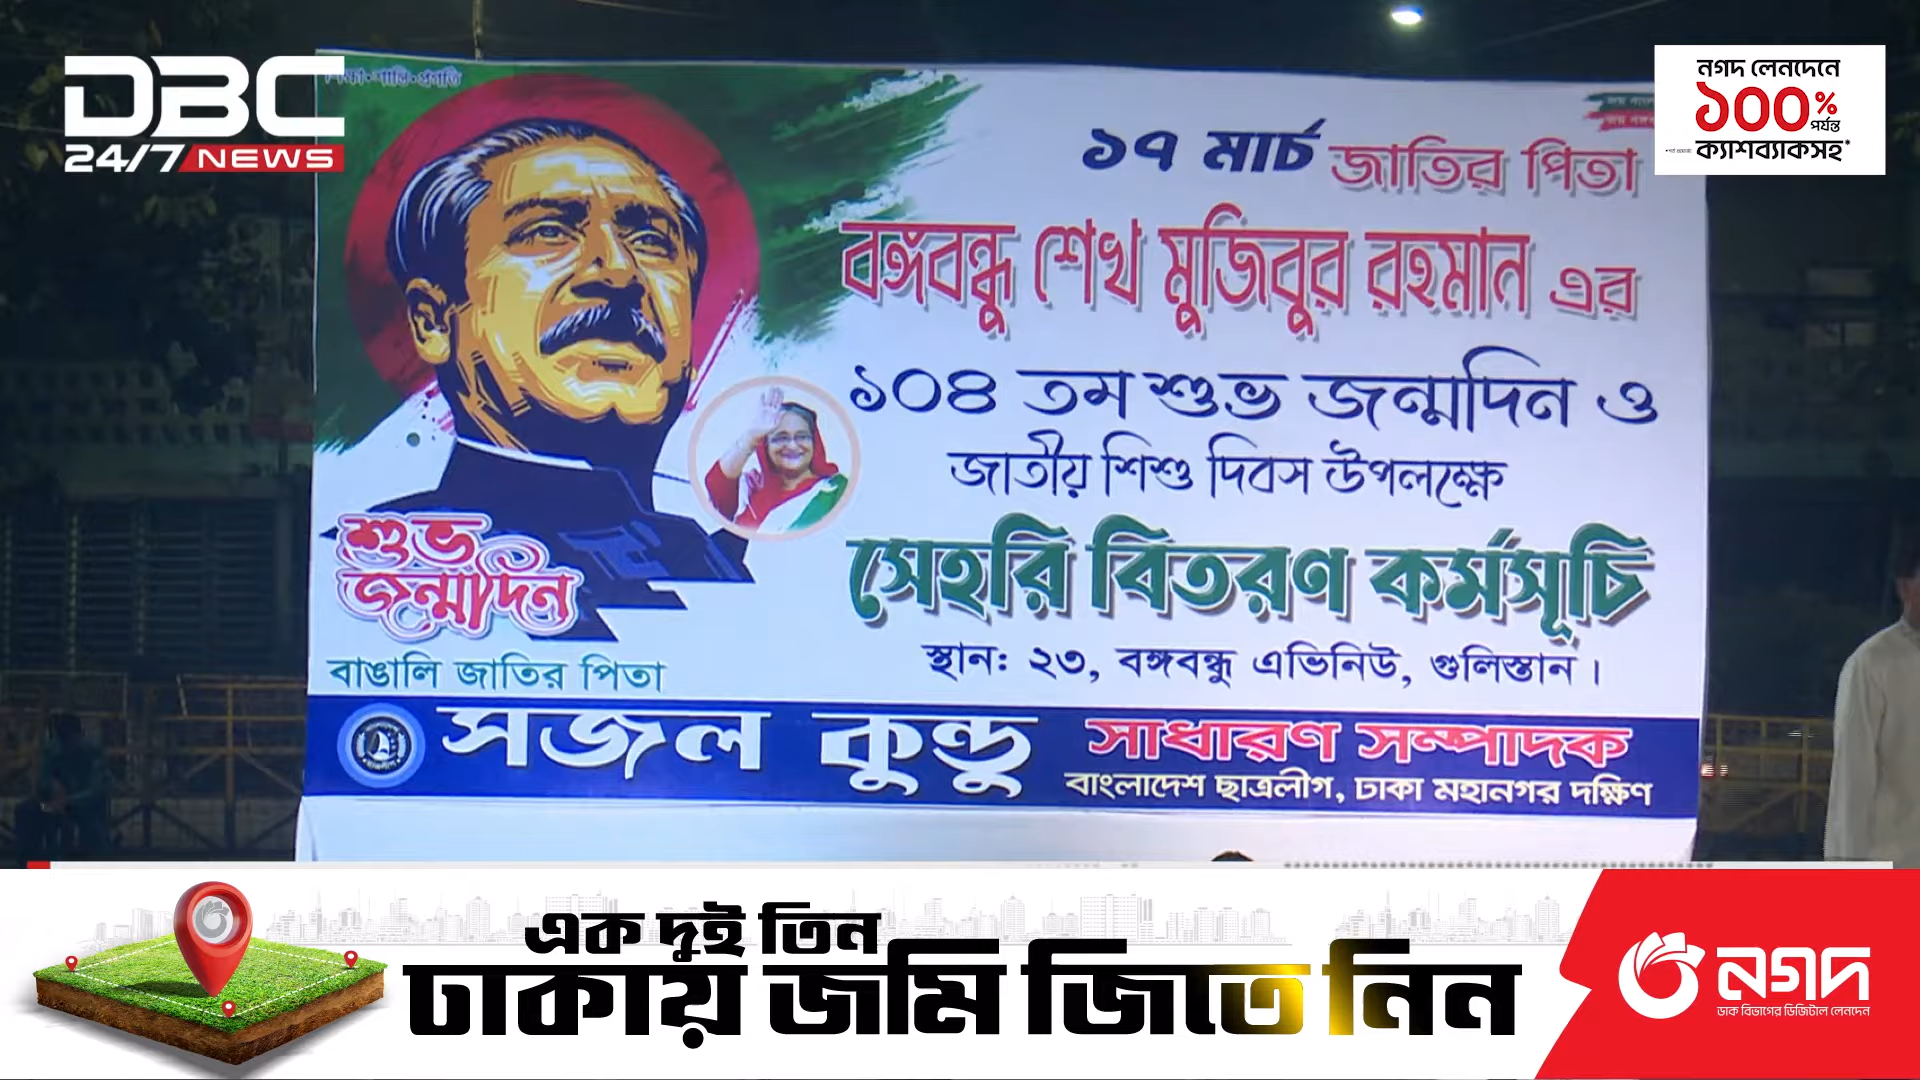 DBC
24/7 NEWS
নগদ লেনদেনে
১০০%
পর্যন্ত
ক্যাশব্যাকসহ*
শিক্ষা-শান্তি-প্রগতি
১৭ মার্চ জাতির পিতা
বঙ্গবন্ধু শেখ মুজিবুর রহমান এর
১০৪ তম শুভ জন্মদিন ও
জাতীয় শিশু দিবস উপলক্ষে
সেহরি বিতরণ কর্মসূচি
স্থান: ২৩, বঙ্গবন্ধু এভিনিউ, গুলিস্তান।
শুভ
জন্মদিন
বাঙালি জাতির পিতা
সজল কুন্ডু
সাধারণ সম্পাদক
বাংলাদেশ ছাত্রলীগ, ঢাকা মহানগর দক্ষিণ
এক দুই তিন
ঢাকায় জমি জিতে নিন
নগদ
ডাক বিভাগের ডিজিটাল লেনদেন